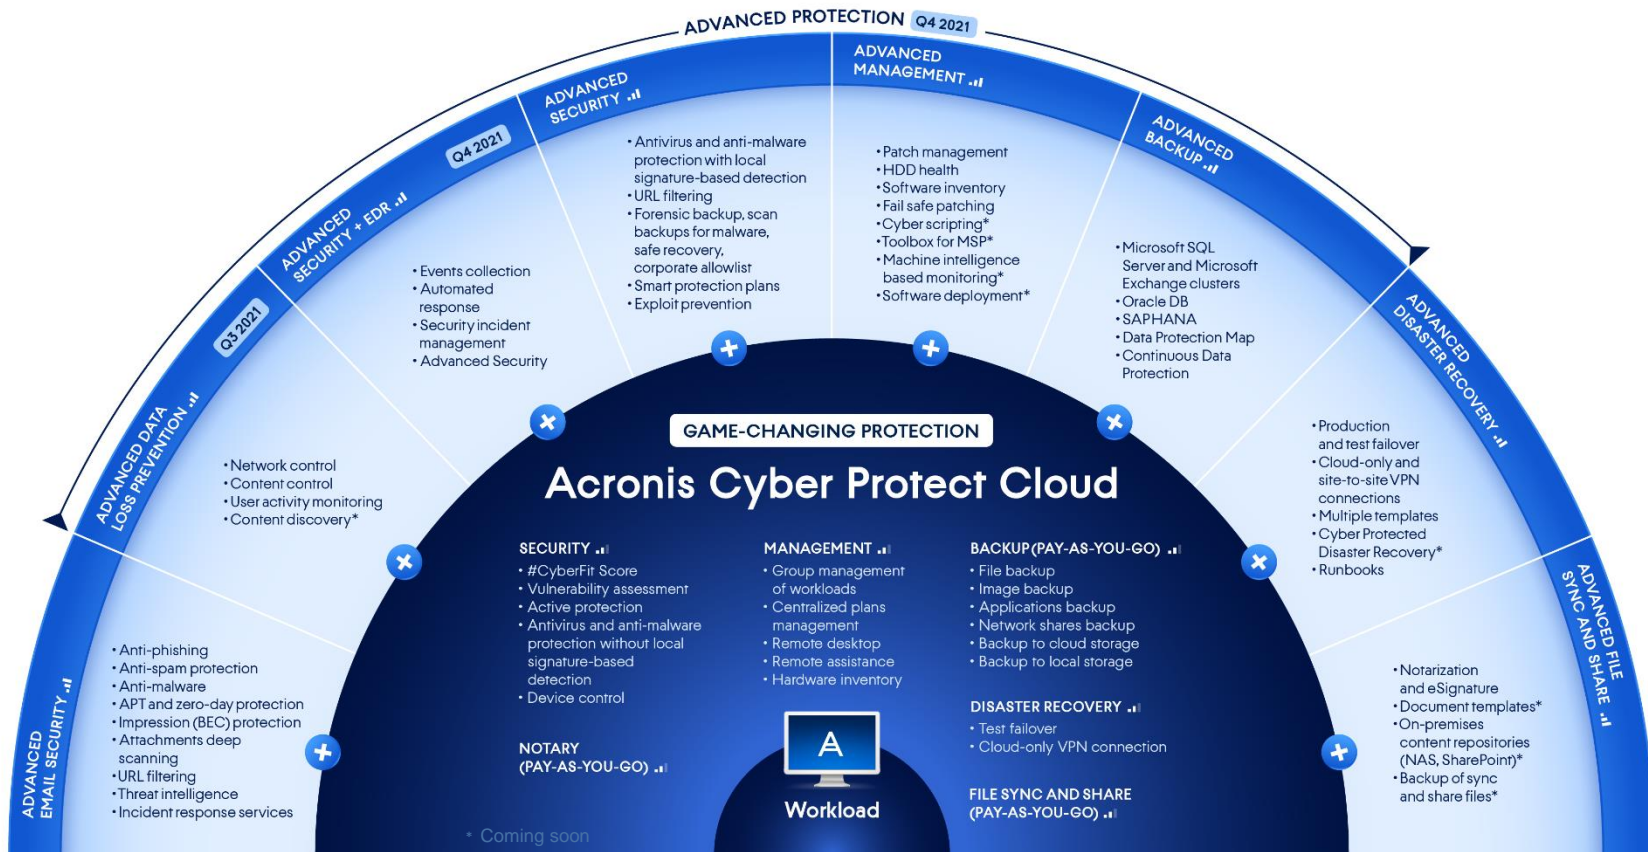 ADVANCED PROTECTION Q4 2021
ADVANCED
EMAIL SECURITY
• Anti-phishing
• Anti-spam protection
• Anti-malware
• APT and zero-day protection
• Impression (BEC) protection
• Attachments deep
scanning
• URL filtering
• Threat intelligence
• Incident response services
ADVANCED DATA
LOSS PREVENTION
Q3 2021
• Network control
• Content control
• User activity monitoring
• Content discovery*
ADVANCED
SECURITY + EDR
Q4 2021
• Events collection
• Automated
response
• Security incident
management
• Advanced Security
ADVANCED
SECURITY
• Antivirus and anti-malware
protection with local
signature-based detection
• URL filtering
• Forensic backup, scan
backups for malware,
safe recovery,
corporate allowlist
• Smart protection plans
• Exploit prevention
ADVANCED
MANAGEMENT
• Patch management
• HDD health
• Software inventory
• Fail safe patching
• Cyber scripting*
• Toolbox for MSP*
• Machine intelligence
based monitoring*
• Software deployment*
ADVANCED
BACKUP
• Microsoft SQL
Server and Microsoft
Exchange clusters
• Oracle DB
• SAPHANA
• Data Protection Map
• Continuous Data
Protection
ADVANCED
DISASTER RECOVERY
• Production
and test failover
• Cloud-only and
site-to-site VPN
connections
• Multiple templates
• Cyber Protected
Disaster Recovery*
• Runbooks
ADVANCED FILE
SYNC AND SHARE
• Notarization
and eSignature
• Document templates*
• On-premises
content repositories
(NAS, SharePoint)*
• Backup of sync
and share files*
GAME-CHANGING PROTECTION
Acronis Cyber Protect Cloud
SECURITY
• #CyberFit Score
• Vulnerability assessment
• Active protection
• Antivirus and anti-malware
protection without local
signature-based
detection
• Device control
NOTARY
(PAY-AS-YOU-GO)
MANAGEMENT
• Group management
of workloads
• Centralized plans
management
• Remote desktop
• Remote assistance
• Hardware inventory
BACKUP (PAY-AS-YOU-GO)
• File backup
• Image backup
• Applications backup
• Network shares backup
• Backup to cloud storage
• Backup to local storage
DISASTER RECOVERY
• Test failover
• Cloud-only VPN connection
FILE SYNC AND SHARE
(PAY-AS-YOU-GO)
A
Workload
* Coming soon